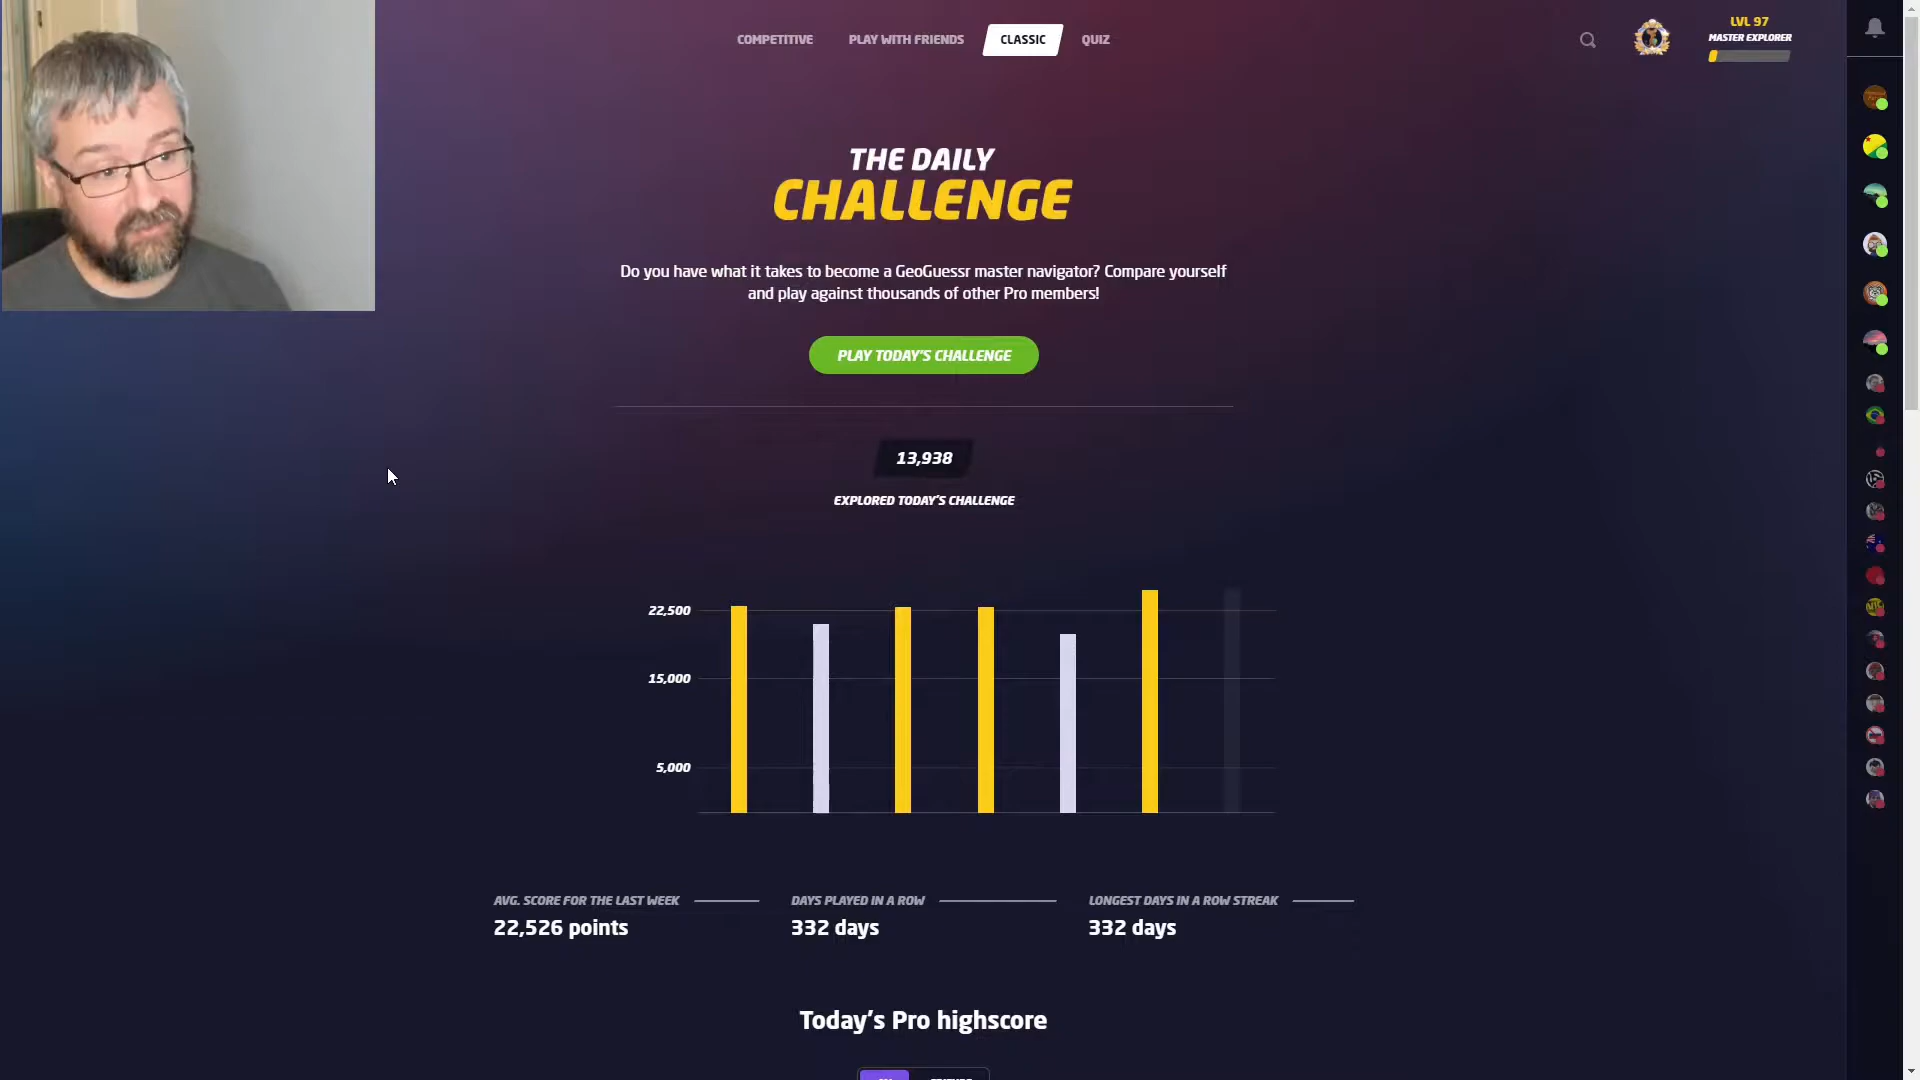 COMPETITIVE
PLAY WITH FRIENDS
CLASSIC
QUIZ
LVL 97
MASTER EXPLORER
THE DAILY
CHALLENGE
Do you have what it takes to become a GeoGuessr master navigator? Compare yourself
and play against thousands of other Pro members!
PLAY TODAY'S CHALLENGE
13,938
EXPLORED TODAY'S CHALLENGE
22,500
15,000
5,000
AVG. SCORE FOR THE LAST WEEK
22,526 points
DAYS PLAYED IN A ROW
332 days
LONGEST DAYS IN A ROW STREAK
332 days
Today's Pro highscore